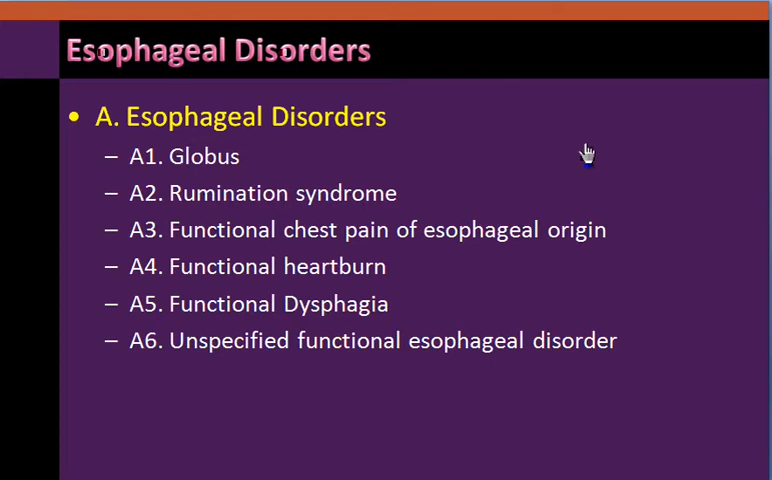 Esophageal Disorders
• A. Esophageal Disorders
– A1. Globus
– A2. Rumination syndrome
– A3. Functional chest pain of esophageal origin
– A4. Functional heartburn
– A5. Functional Dysphagia
– A6. Unspecified functional esophageal disorder